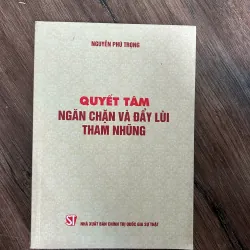 NGUYỄN PHÚ TRỌNG
QUYẾT TÂM
NGĂN CHẶN VÀ ĐẨY LÙI
THAM NHŨNG
ST
NHÀ XUẤT BẢN CHÍNH TRỊ QUỐC GIA SỰ THẬT